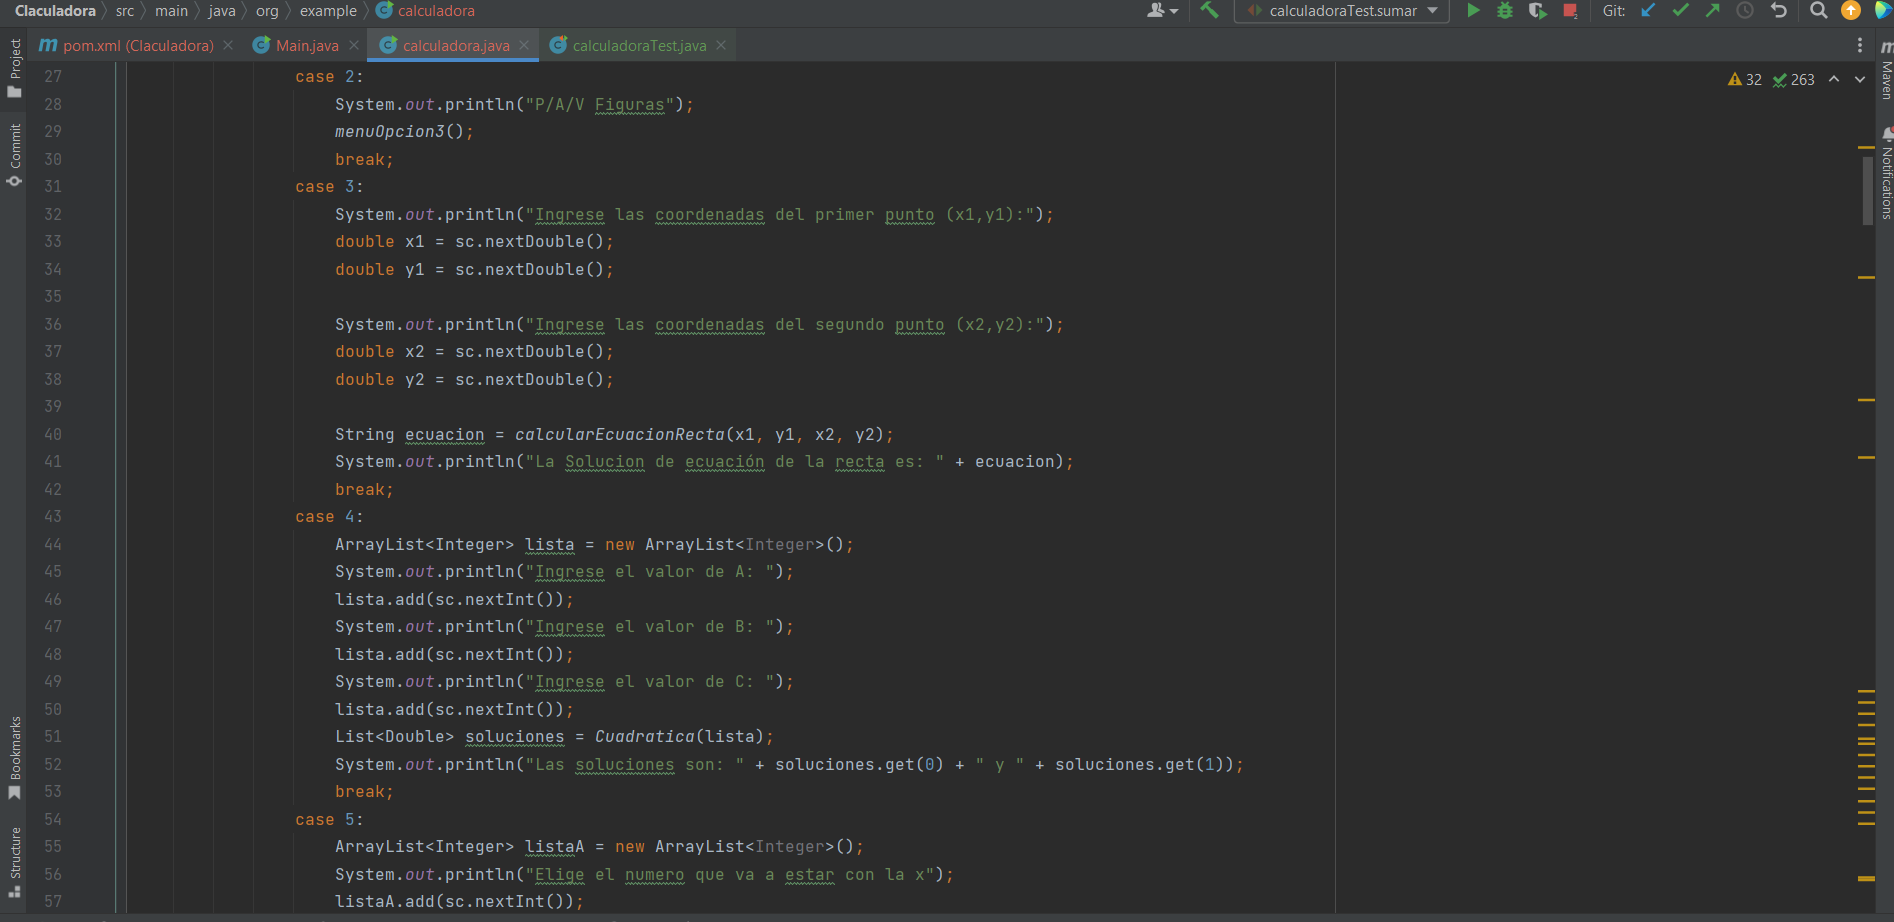 Claculadora src main java org example calculadora calculadoraTest.sumar Git:
pom.xml (Claculadora) Main.java calculadora.java calculadoraTest.java
Project
Commit
Bookmarks
Structure
32 263
Maven
Notifications
27 case 2:
28 System.out.println("P/A/V Figuras");
29 menuOpcion3();
30 break;
31 case 3:
32 System.out.println("Ingrese las coordenadas del primer punto (x1,y1):");
33 double x1 = sc.nextDouble();
34 double y1 = sc.nextDouble();
35
36 System.out.println("Ingrese las coordenadas del segundo punto (x2,y2):");
37 double x2 = sc.nextDouble();
38 double y2 = sc.nextDouble();
39
40 String ecuacion = calcularEcuacionRecta(x1, y1, x2, y2);
41 System.out.println("La Solucion de ecuación de la recta es: " + ecuacion);
42 break;
43 case 4:
44 ArrayList<Integer> lista = new ArrayList<Integer>();
45 System.out.println("Ingrese el valor de A: ");
46 lista.add(sc.nextInt());
47 System.out.println("Ingrese el valor de B: ");
48 lista.add(sc.nextInt());
49 System.out.println("Ingrese el valor de C: ");
50 lista.add(sc.nextInt());
51 List<Double> soluciones = Cuadratica(lista);
52 System.out.println("Las soluciones son: " + soluciones.get(0) + " y " + soluciones.get(1));
53 break;
54 case 5:
55 ArrayList<Integer> listaA = new ArrayList<Integer>();
56 System.out.println("Elige el numero que va a estar con la x");
57 listaA.add(sc.nextInt());